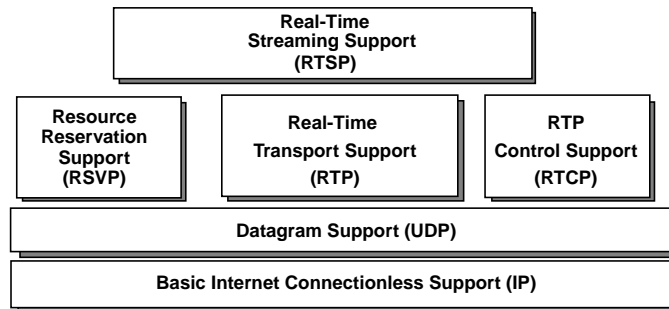 Real-Time
Streaming Support
(RTSP)
Resource
Reservation
Support
(RSVP)
Real-Time
Transport Support
(RTP)
RTP
Control Support
(RTCP)
Datagram Support (UDP)
Basic Internet Connectionless Support (IP)